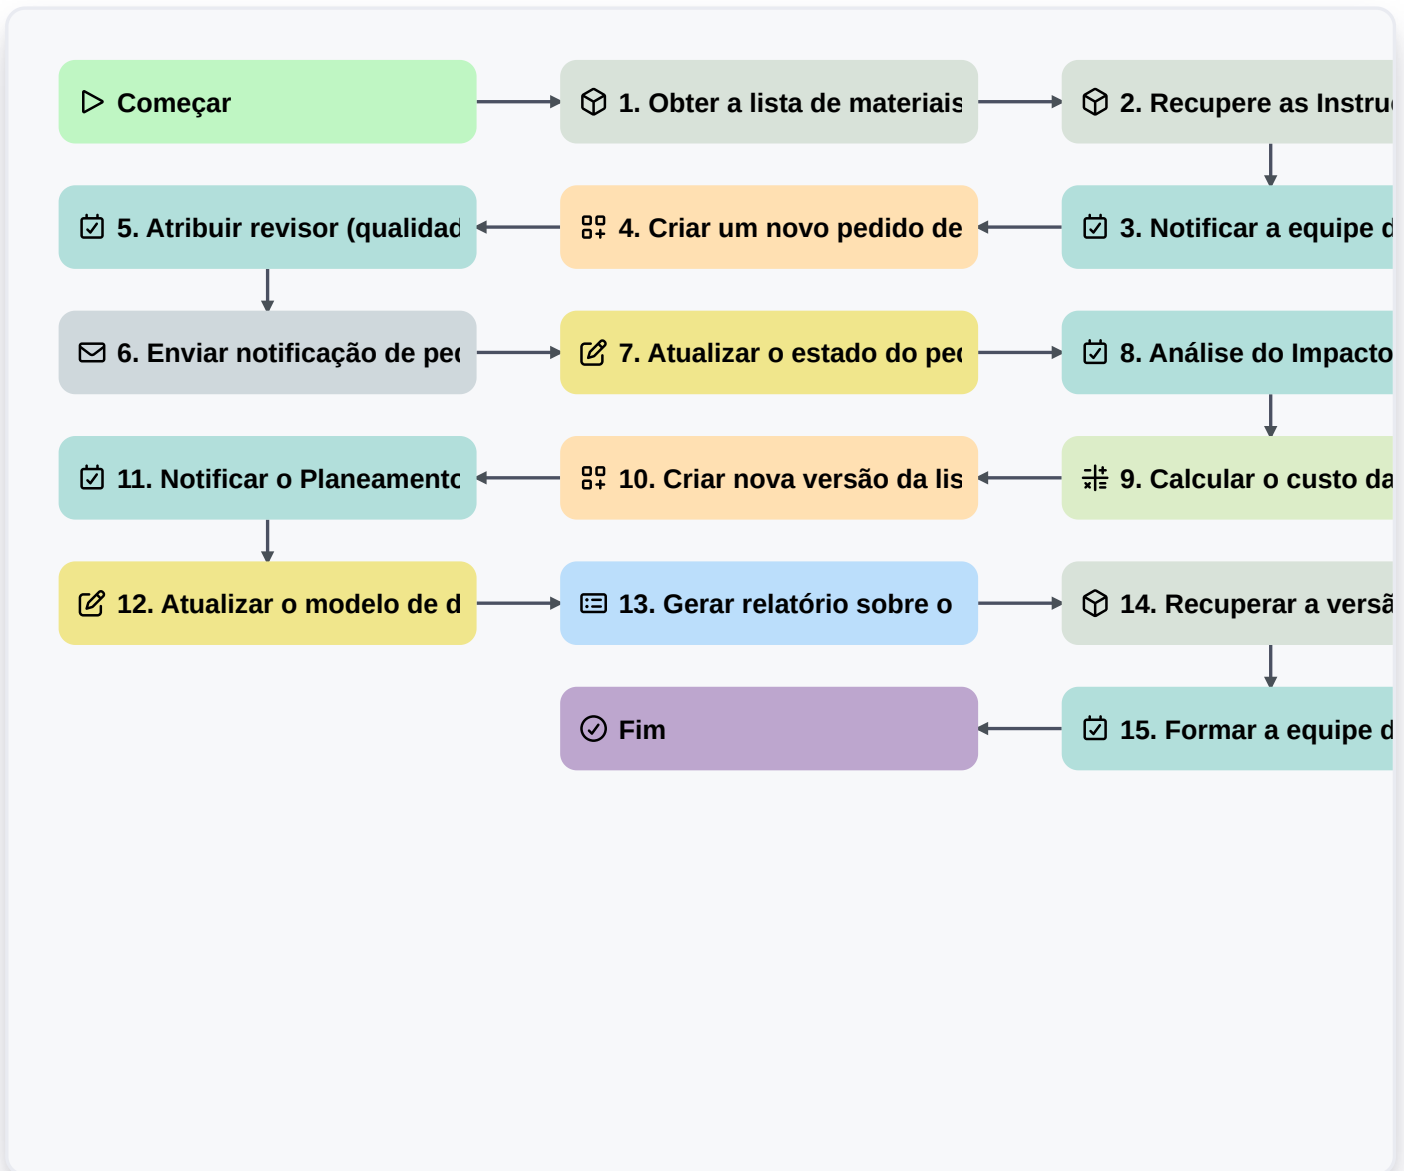 Começar
1. Obter a lista de materiais
2. Recupere as Instru
5. Atribuir revisor (qualidad
4. Criar um novo pedido de
3. Notificar a equipe d
6. Enviar notificação de ped
7. Atualizar o estado do ped
8. Análise do Impacto
11. Notificar o Planeamento
10. Criar nova versão da lis
9. Calcular o custo da
12. Atualizar o modelo de d
13. Gerar relatório sobre o
14. Recuperar a versã
Fim
15. Formar a equipe d